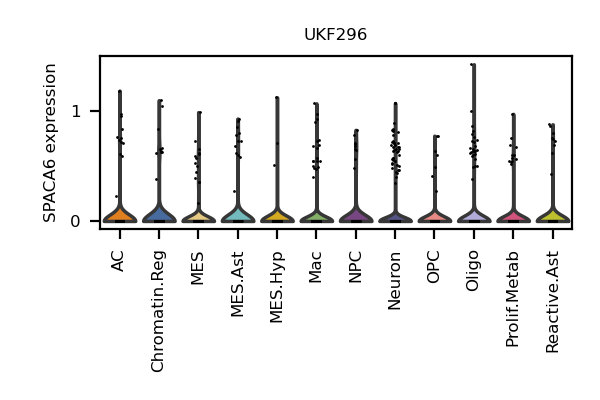 UKF296
SPACA6 expression
1
0
AC
Chromatin.Reg
MES
MES.Ast
MES.Hyp
Mac
NPC
Neuron
OPC
Oligo
Prolif.Metab
Reactive.Ast